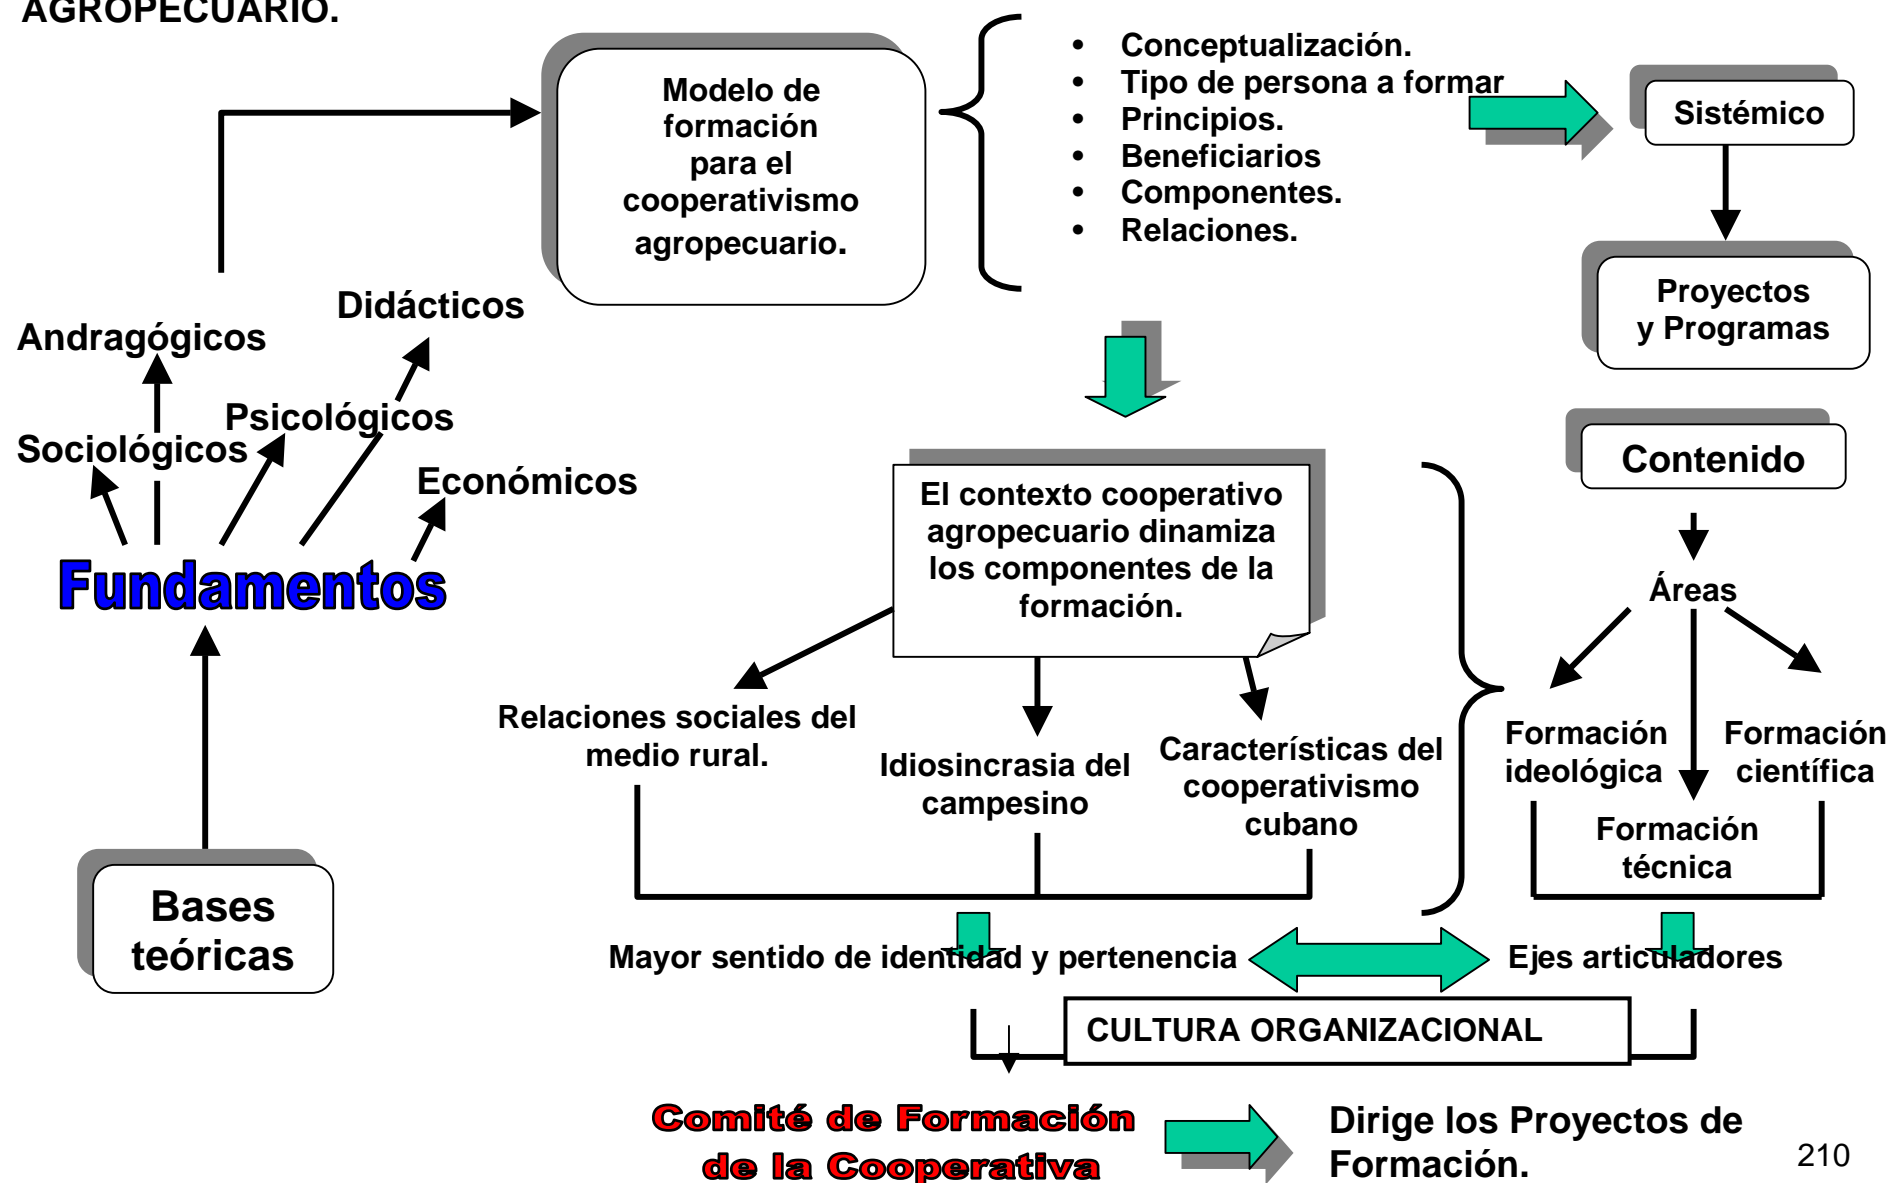 AGROPECUARIO.
Modelo de
formación
para el
cooperativismo
agropecuario.
• Conceptualización.
• Tipo de persona a formar
• Principios.
• Beneficiarios
• Componentes.
• Relaciones.
Sistémico
Proyectos
y Programas
Didácticos
Andragógicos
Psicológicos
Sociológicos
Económicos
Fundamentos
Bases
teóricas
El contexto cooperativo
agropecuario dinamiza
los componentes de la
formación.
Relaciones sociales del
medio rural.
Idiosincrasia del
campesino
Características del
cooperativismo
cubano
Contenido
Áreas
Formación
ideológica
Formación
científica
Formación
técnica
Mayor sentido de identidad y pertenencia
Ejes articuladores
CULTURA ORGANIZACIONAL
Comité de Formación
de la Cooperativa
Dirige los Proyectos de
Formación.
210